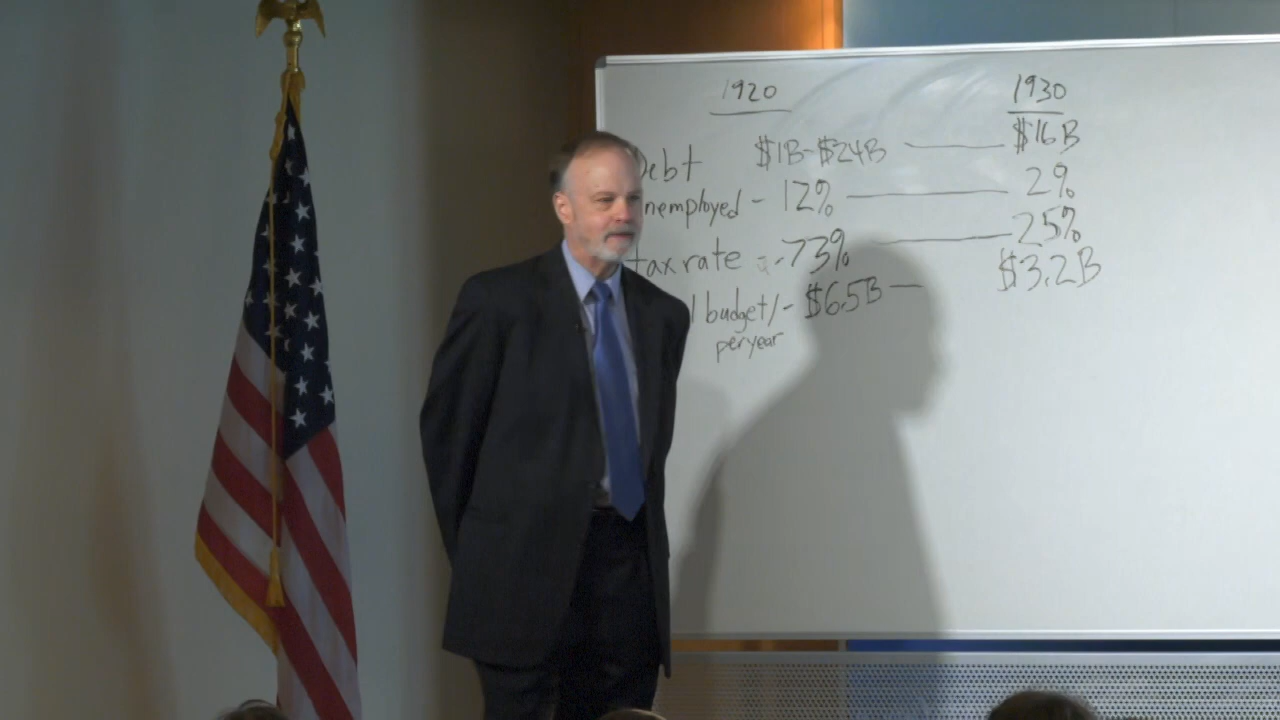 1920 1930
Debt $1B-$24B $16B
nemployed - 12% 2%
tax rate - 73% 25%
l budget/- $6.5B $3.2B
per year